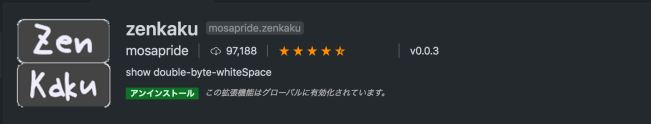 Zen
Kaku
zenkaku mosapride.zenkaku
mosapride 97,188 v0.0.3
show double-byte-whiteSpace
アンインストール この拡張機能はグローバルに有効化されています。